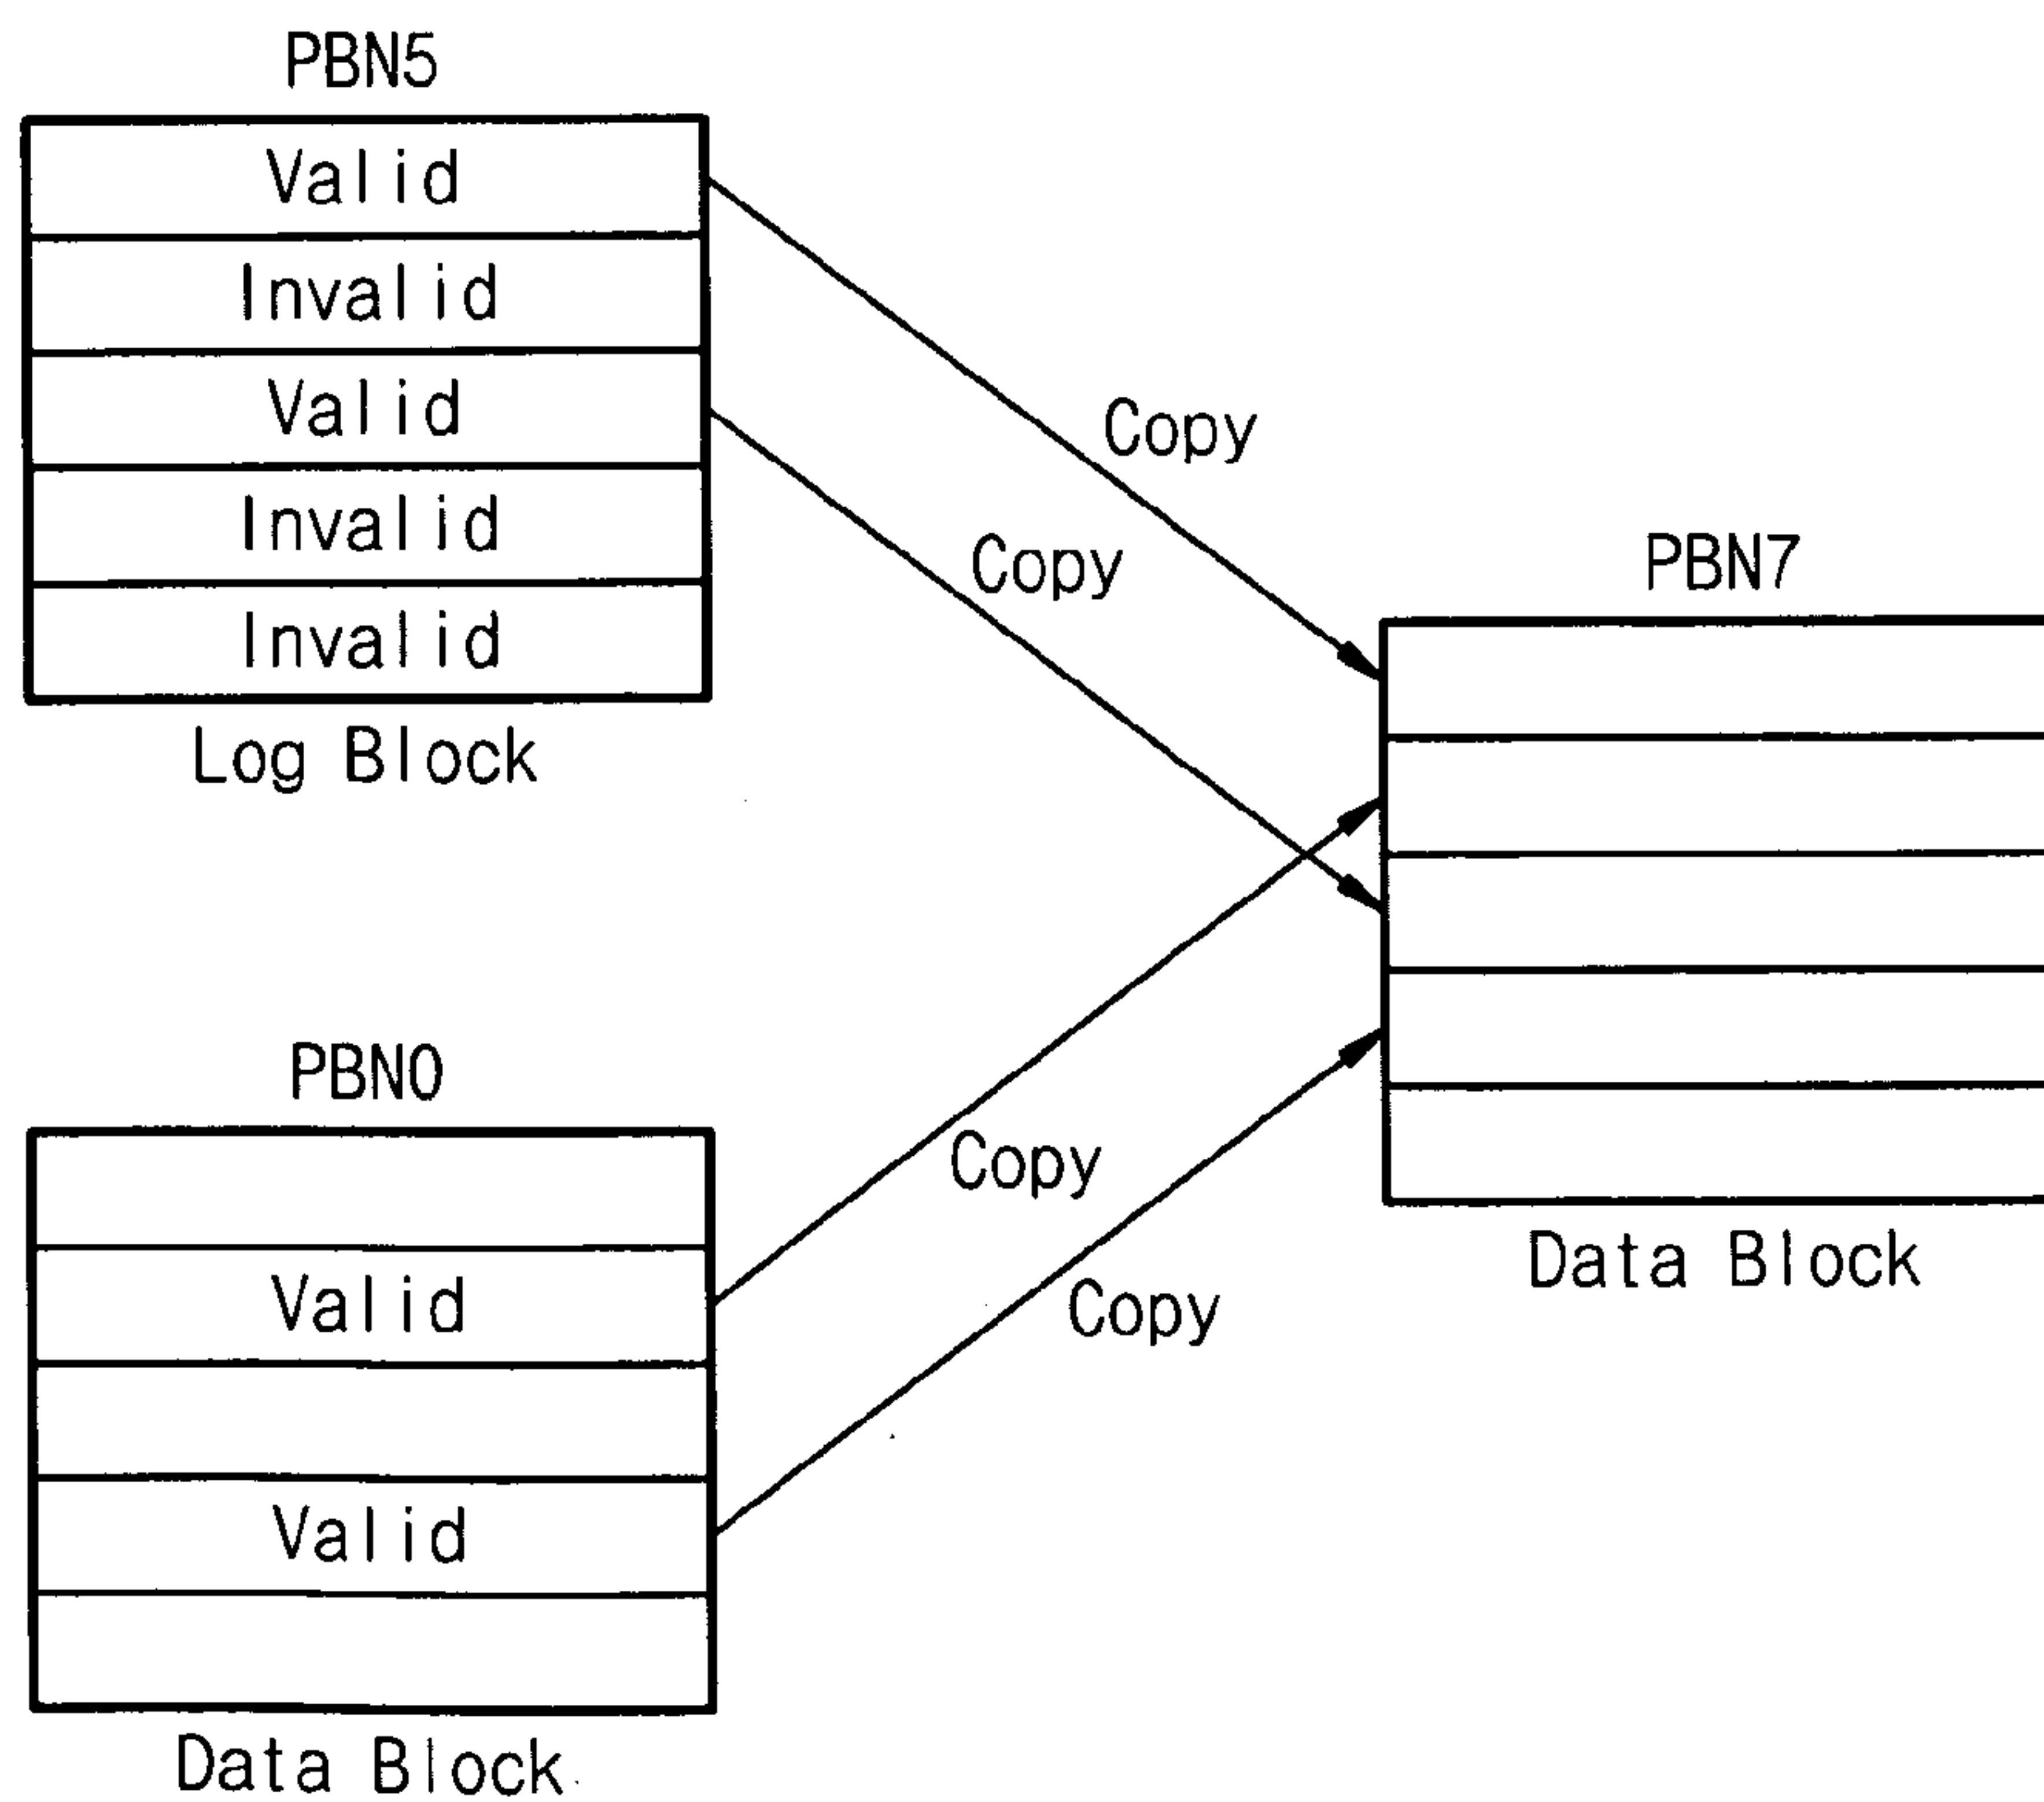 PBN5
Valid
Invalid
Valid
Invalid
Invalid
Log Block
Copy
Copy
PBN7
Data Block
PBN0
Valid
Valid
Data Block
Copy
Copy